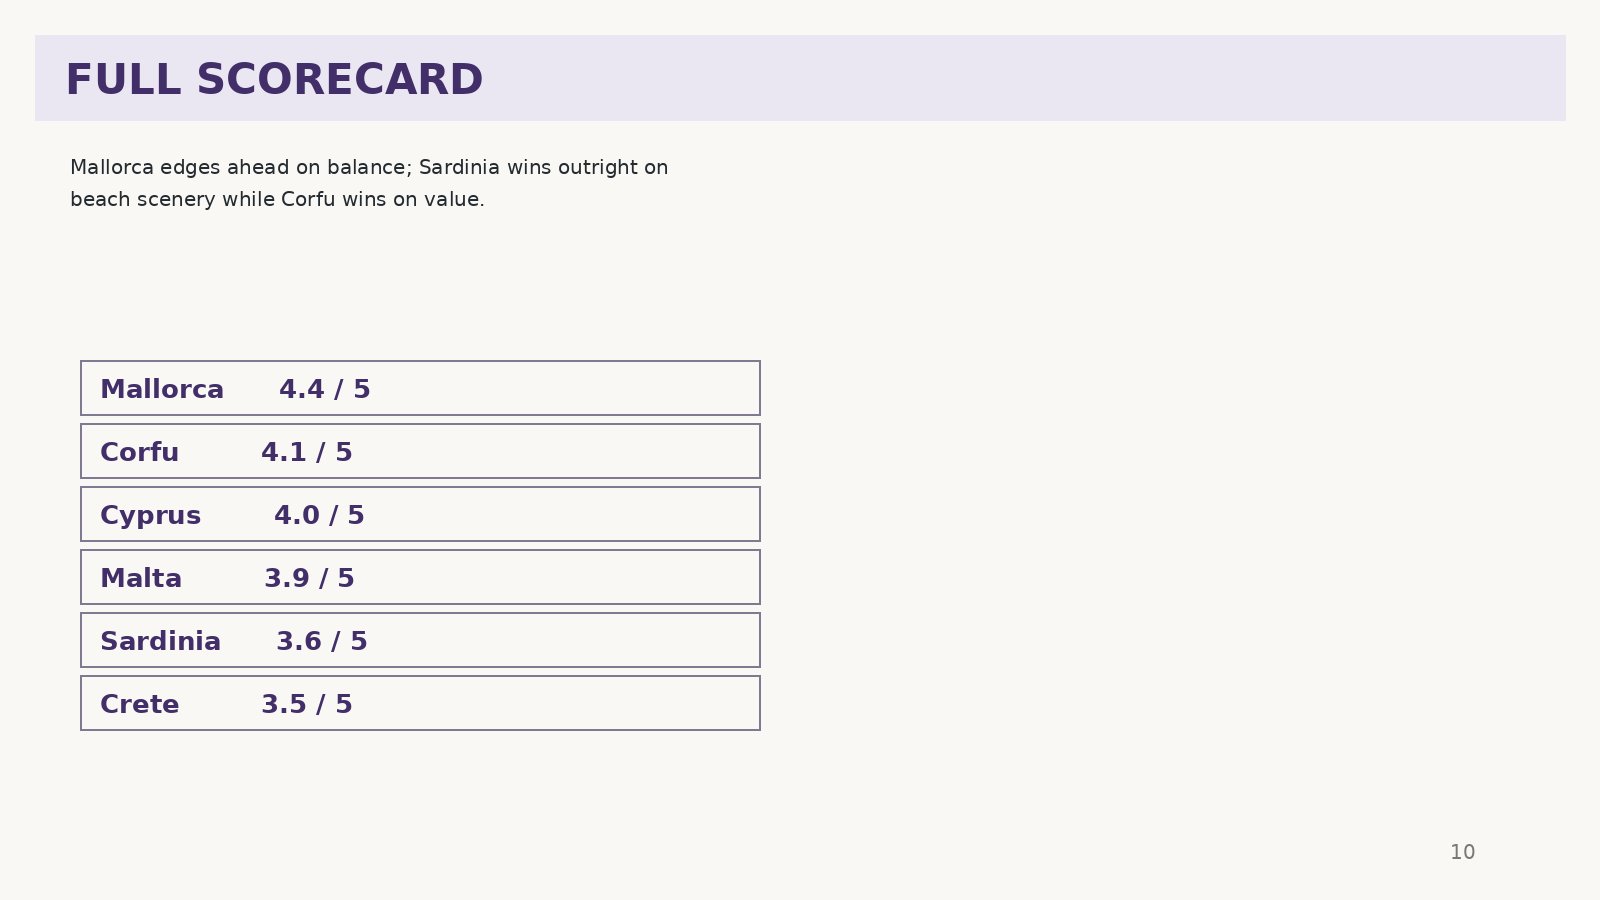 FULL SCORECARD
Mallorca edges ahead on balance; Sardinia wins outright on
beach scenery while Corfu wins on value.
Mallorca 4.4 / 5
Corfu 4.1 / 5
Cyprus 4.0 / 5
Malta 3.9 / 5
Sardinia 3.6 / 5
Crete 3.5 / 5
10